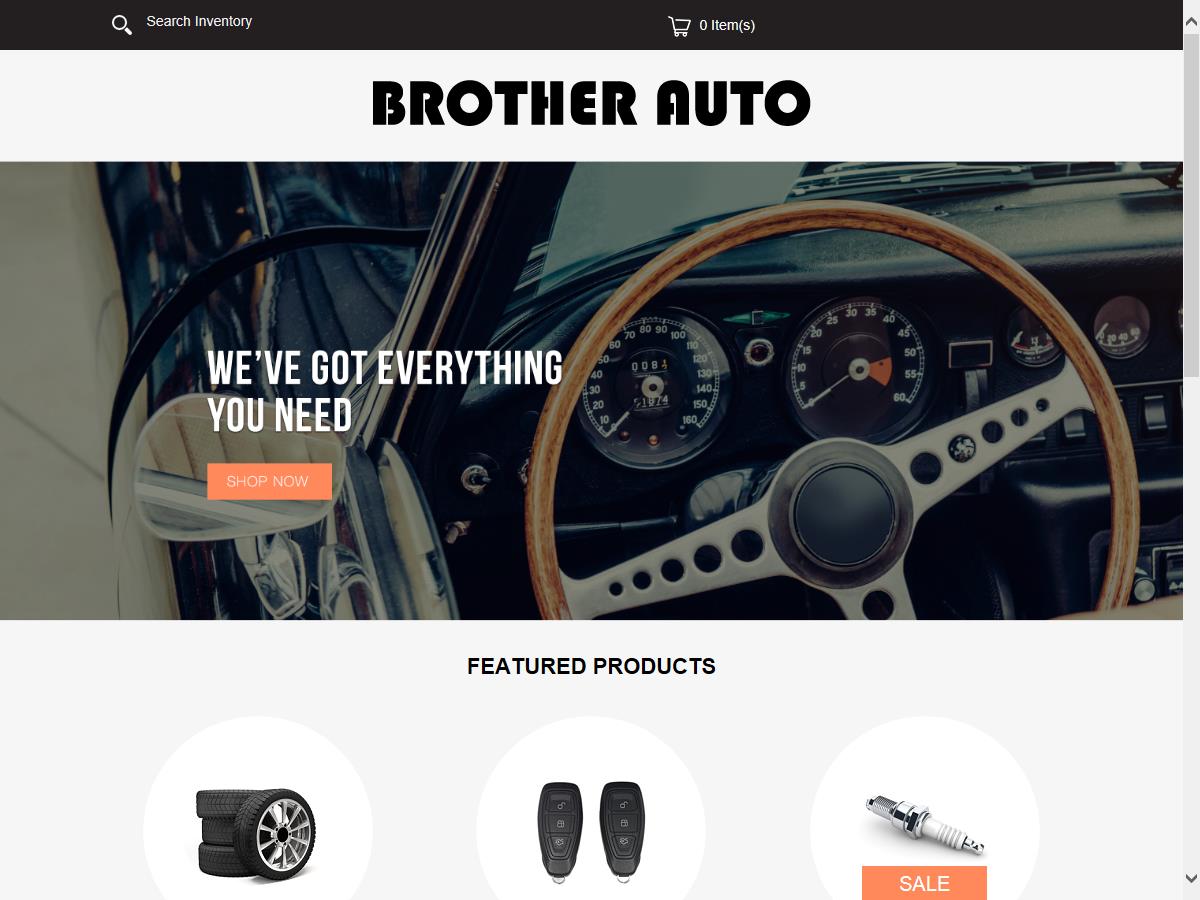 Search Inventory
0 Item(s)
BROTHER AUTO
WE'VE GOT EVERYTHING
YOU NEED
SHOP NOW
FEATURED PRODUCTS
SALE